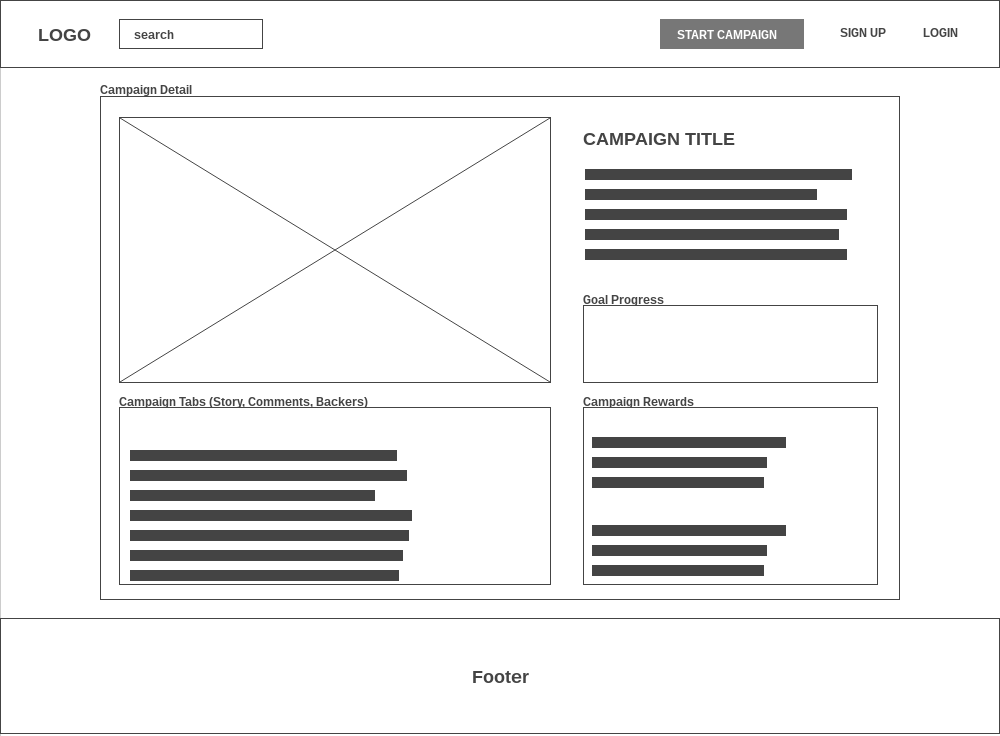 LOGO
search
START CAMPAIGN
SIGN UP
LOGIN
Campaign Detail
CAMPAIGN TITLE
Goal Progress
Campaign Tabs (Story, Comments, Backers)
Campaign Rewards
Footer